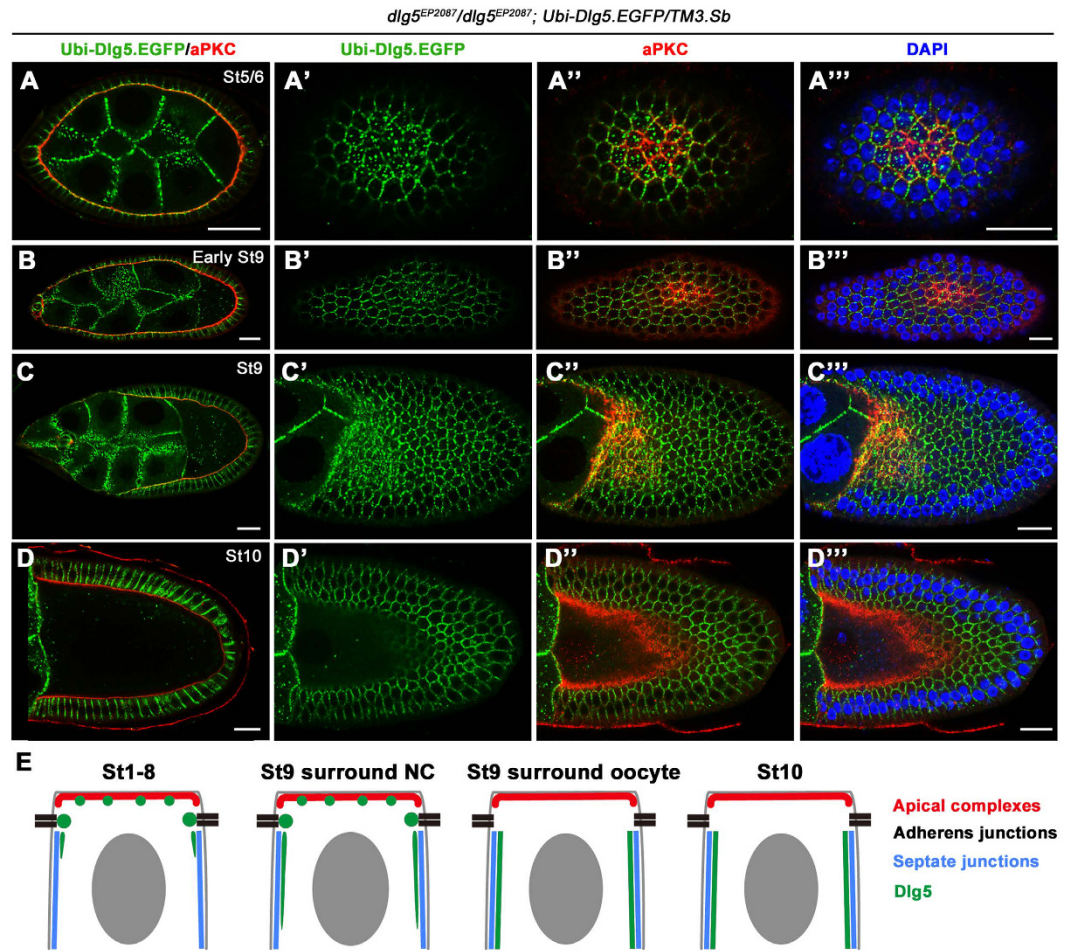 dlg5EP2087/dlg5EP2087; Ubi-Dlg5.EGFP/TM3.Sb
Ubi-Dlg5.EGFP/aPKC Ubi-Dlg5.EGFP aPKC DAPI
A St5/6 A' A'' A'''
B Early St9 B' B'' B'''
C St9 C' C'' C'''
D St10 D' D'' D'''
E St1-8 St9 surround NC St9 surround oocyte St10
Apical complexes
Adherens junctions
Septate junctions
Dlg5